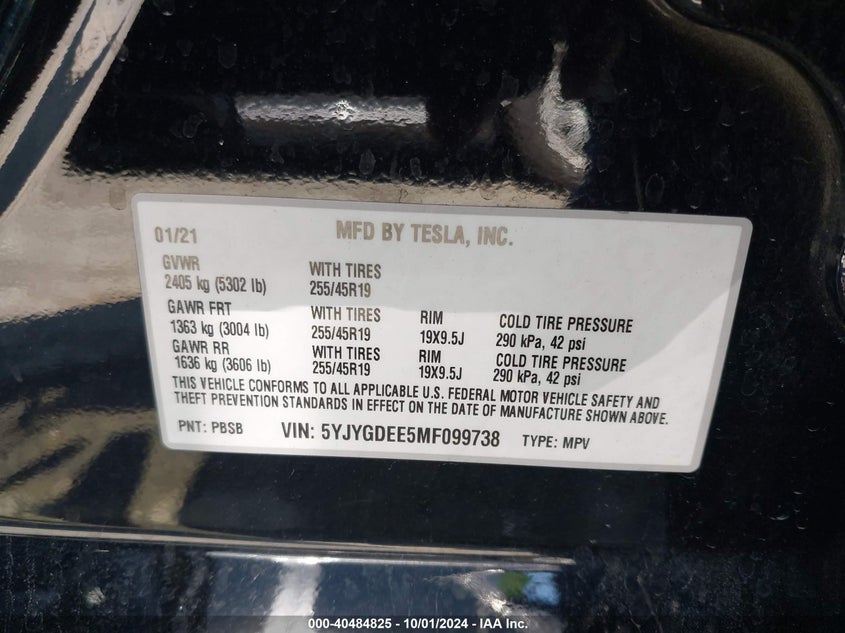 01/21 MFD BY TESLA, INC.
GVWR WITH TIRES
2405 kg (5302 lb) 255/45R19
GAWR FRT WITH TIRES RIM COLD TIRE PRESSURE
1363 kg (3004 lb) 255/45R19 19X9.5J 290 kPa, 42 psi
GAWR RR WITH TIRES RIM COLD TIRE PRESSURE
1636 kg (3606 lb) 255/45R19 19X9.5J 290 kPa, 42 psi
THIS VEHICLE CONFORMS TO ALL APPLICABLE U.S. FEDERAL MOTOR VEHICLE SAFETY AND
THEFT PREVENTION STANDARDS IN EFFECT ON THE DATE OF MANUFACTURE SHOWN ABOVE.
PNT: PBSB VIN: 5YJYGDEE5MF099738 TYPE: MPV
000-40484825 - 10/01/2024 - IAA Inc.